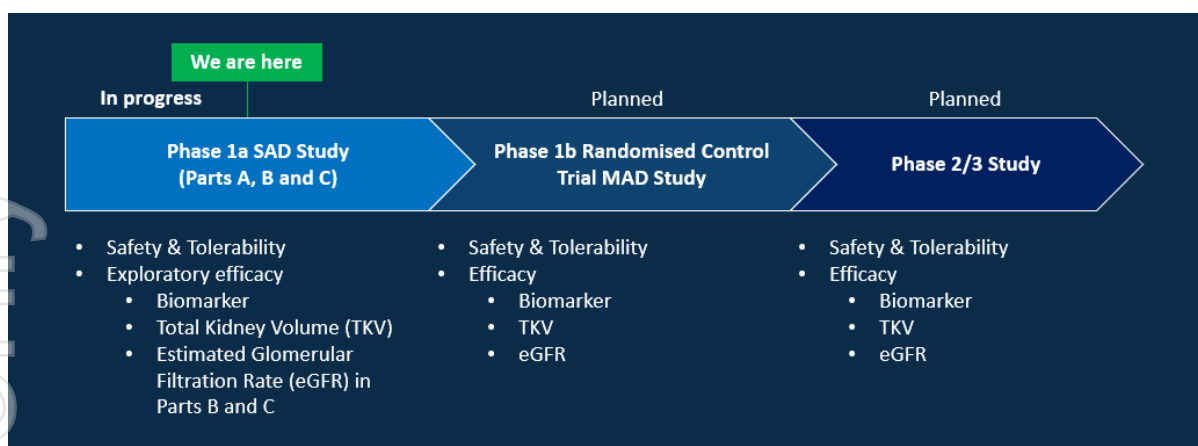 We are here
In progress
Planned
Planned
Phase 1a SAD Study
(Parts A, B and C)
Phase 1b Randomised Control
Trial MAD Study
Phase 2/3 Study
• Safety & Tolerability
• Exploratory efficacy
• Biomarker
• Total Kidney Volume (TKV)
• Estimated Glomerular
Filtration Rate (eGFR) in
Parts B and C
• Safety & Tolerability
• Efficacy
• Biomarker
• TKV
• eGFR
• Safety & Tolerability
• Efficacy
• Biomarker
• TKV
• eGFR